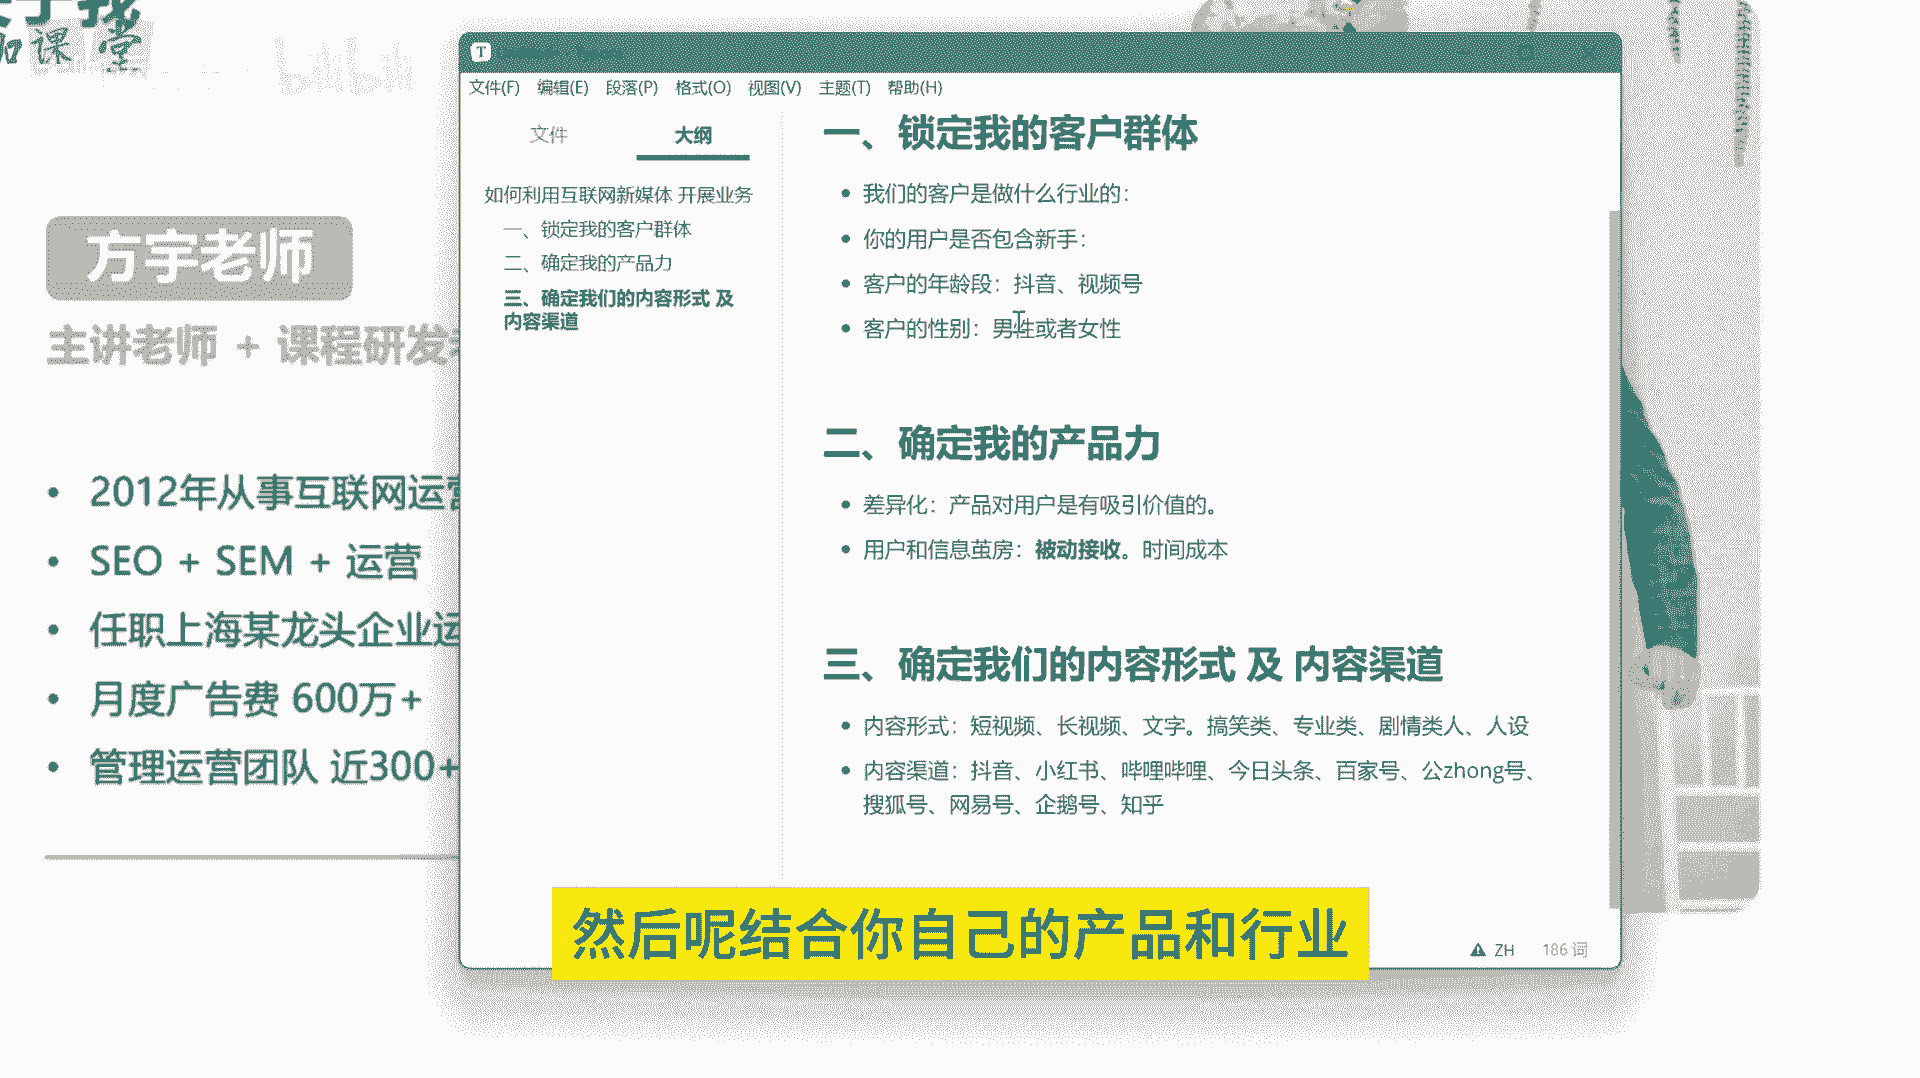 课堂
bilibili
方宇老师
主讲老师 + 课程研发
• 2012年从事互联网运营
• SEO + SEM + 运营
• 任职上海某龙头企业运
• 月度广告费 600万+
• 管理运营团队 近300+
T
文件(F) 编辑(E) 段落(P) 格式(O) 视图(V) 主题(T) 帮助(H)
文件 大纲
如何利用互联网新媒体 开展业务
一、锁定我的客户群体
二、确定我的产品力
三、确定我们的内容形式 及
内容渠道
一、锁定我的客户群体
• 我们的客户是做什么行业的：
• 你的用户是否包含新手：
• 客户的年龄段：抖音、视频号
• 客户的性别：男性或者女性
二、确定我的产品力
• 差异化：产品对用户是有吸引价值的。
• 用户和信息茧房：被动接收。时间成本
三、确定我们的内容形式 及 内容渠道
• 内容形式：短视频、长视频、文字。搞笑类、专业类、剧情类人、人设
• 内容渠道：抖音、小红书、哔哩哔哩、今日头条、百家号、公zhong号、
搜狐号、网易号、企鹅号、知乎
ZH 186 词
然后呢结合你自己的产品和行业